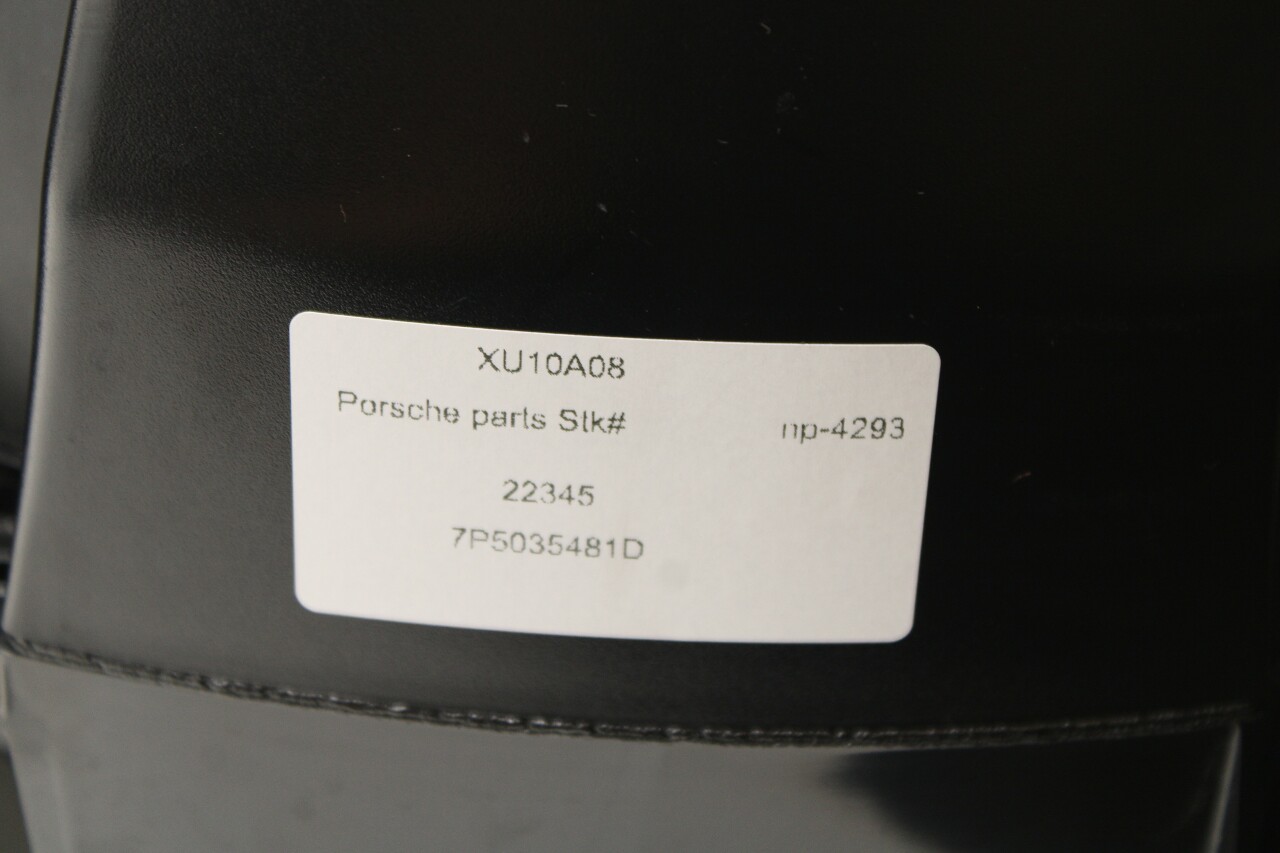 XU10A08
Porsche parts Stk# np-4293
22345
7P5035481D